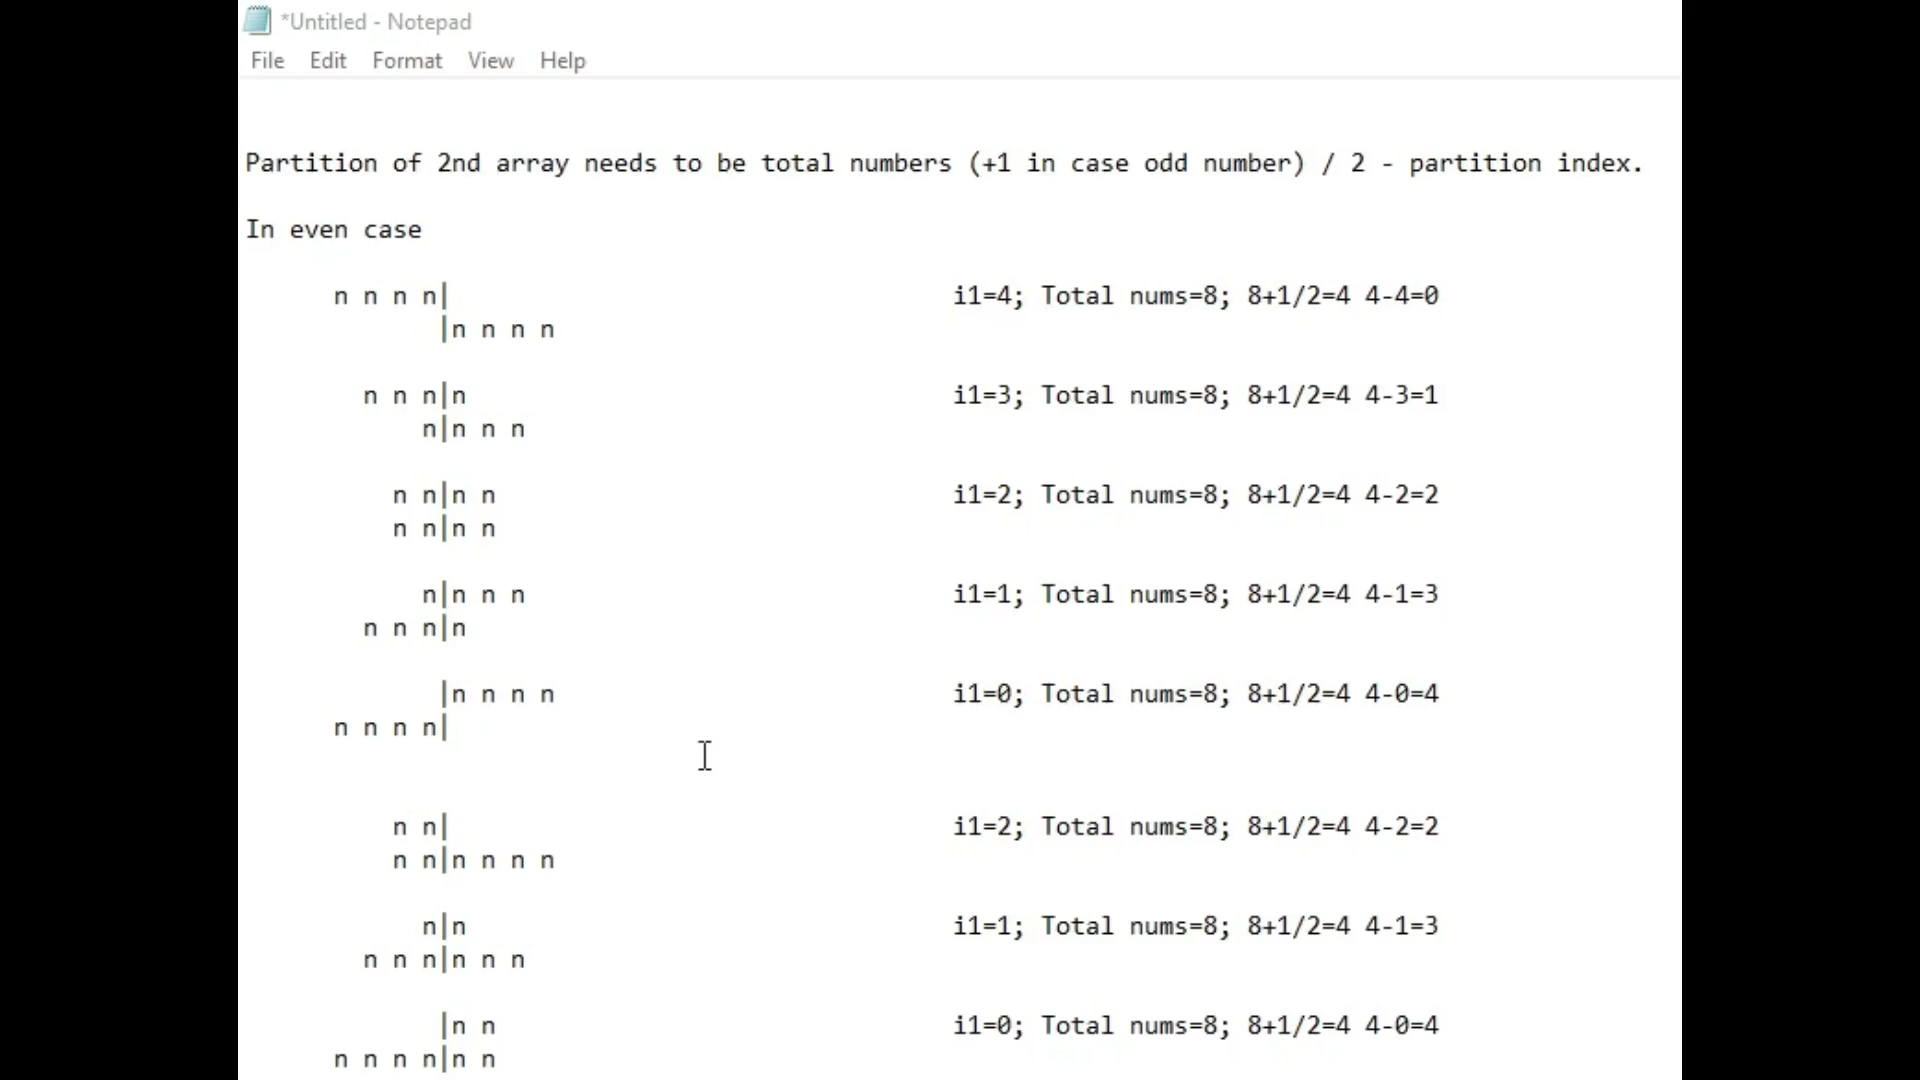 *Untitled - Notepad
File Edit Format View Help
Partition of 2nd array needs to be total numbers (+1 in case odd number) / 2 - partition index.
In even case
n n n n| i1=4; Total nums=8; 8+1/2=4 4-4=0
|n n n n
n n n|n i1=3; Total nums=8; 8+1/2=4 4-3=1
n|n n n
n n|n n i1=2; Total nums=8; 8+1/2=4 4-2=2
n n|n n
n|n n n i1=1; Total nums=8; 8+1/2=4 4-1=3
n n n|n
|n n n n i1=0; Total nums=8; 8+1/2=4 4-0=4
n n n n|
n n| i1=2; Total nums=8; 8+1/2=4 4-2=2
n n|n n n n
n|n i1=1; Total nums=8; 8+1/2=4 4-1=3
n n n|n n n
|n n i1=0; Total nums=8; 8+1/2=4 4-0=4
n n n n|n n